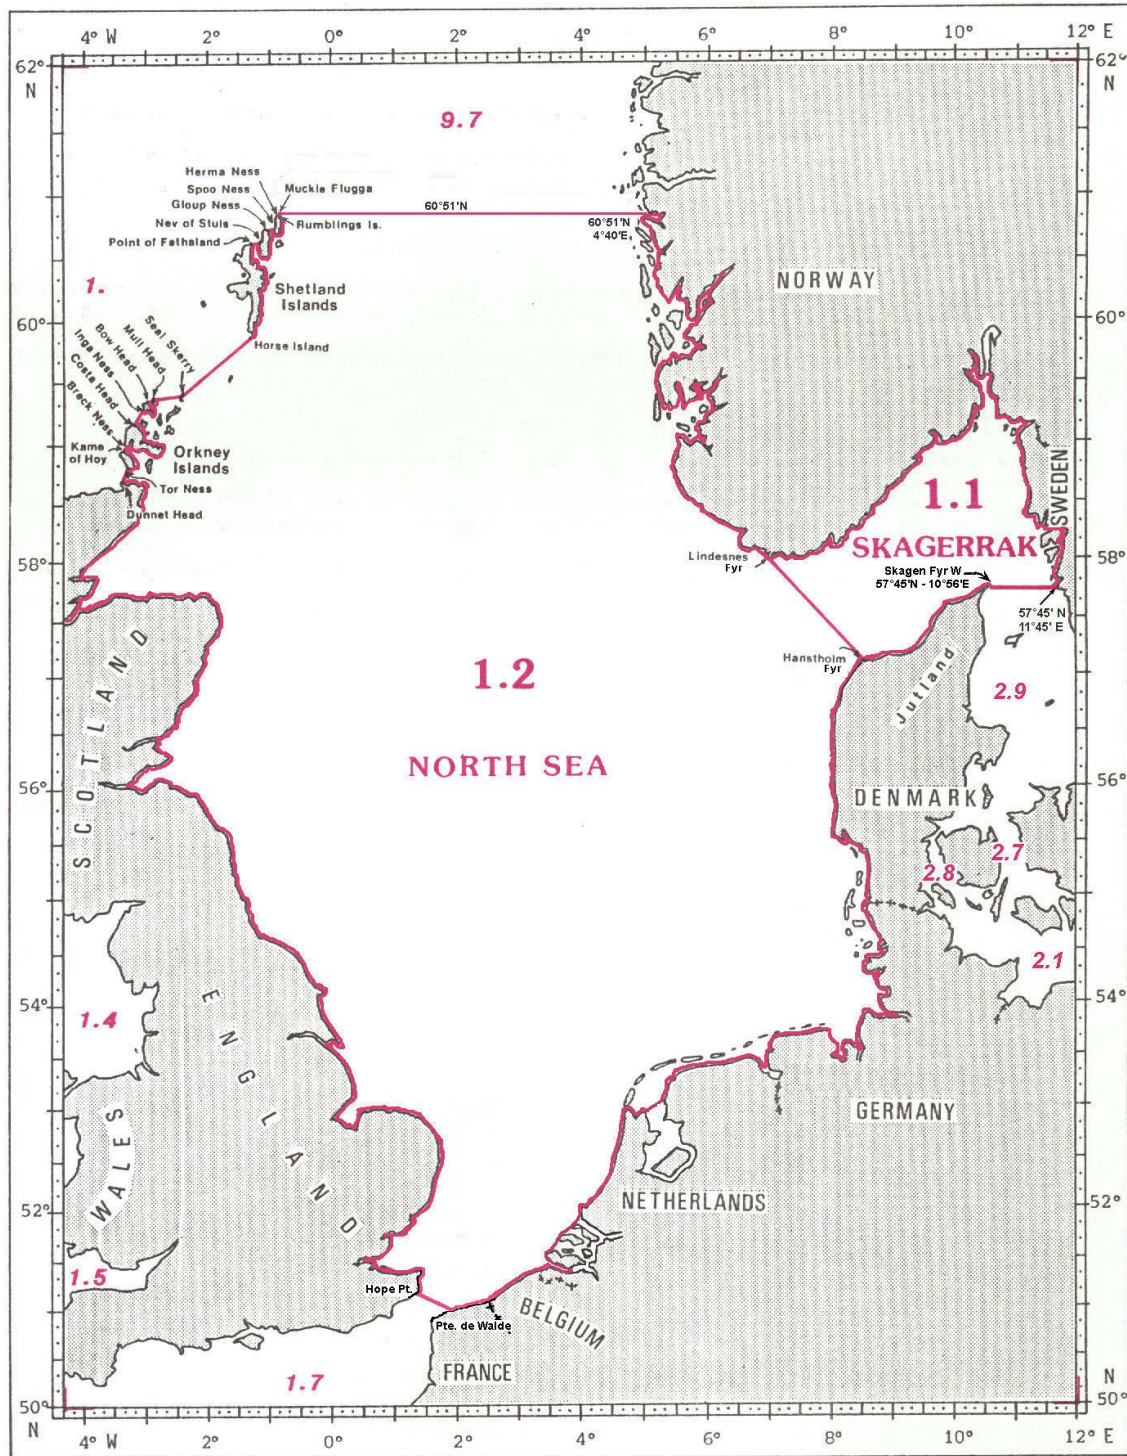 4° W 2° 0° 2° 4° 6° 8° 10° 12° E
62° N
62° N
9.7
Herma Ness
Spoo Ness
Muckle Flugga
Gloup Ness
60°51'N
Nev of Stuis
Rumblings Is.
60°51'N
4°40'E
Point of Fethaland
NORWAY
1.
Shetland
Islands
60°
60°
Horse Island
Seal Skerry
Mull Head
Bow Head
Inga Ness
Costa Head
Breck Ness
Kame
of Hoy
Orkney
Islands
Tor Ness
Dunnet Head
1.1
SKAGERRAK
SWEDEN
58°
58°
Lindesnes
Fyr
Skagen Fyr W
57°45'N - 10°56'E
57°45' N
11°45' E
Hanstholm
Fyr
Jutland
2.9
SCOTLAND
1.2
NORTH SEA
56°
56°
DENMARK
2.7
2.8
2.1
54°
54°
1.4
ENGLAND
WALES
GERMANY
NETHERLANDS
52°
52°
1.5
Hope Pt.
Pte. de Walde
BELGIUM
FRANCE
1.7
50°
N
N
50°
4° W 2° 0° 2° 4° 6° 8° 10° 12° E